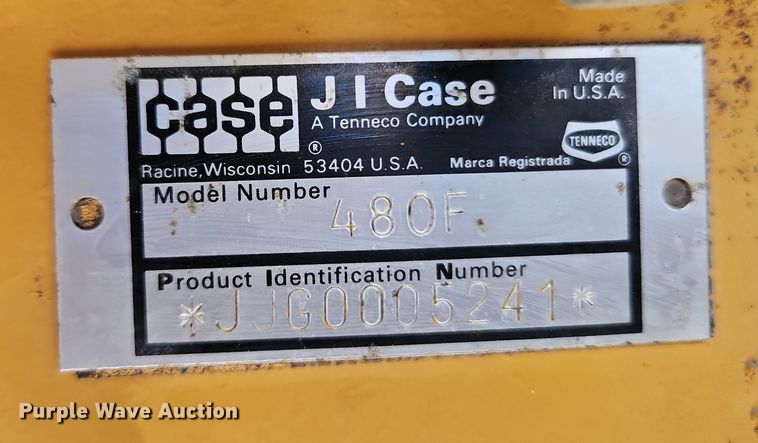 case
®
J I Case
A Tenneco Company
Made
In U.S.A.
TENNECO
®
Racine, Wisconsin 53404 U.S.A.
Marca Registrada
Model Number
480F
Product Identification Number
*JJG0005241*
Purple Wave Auction